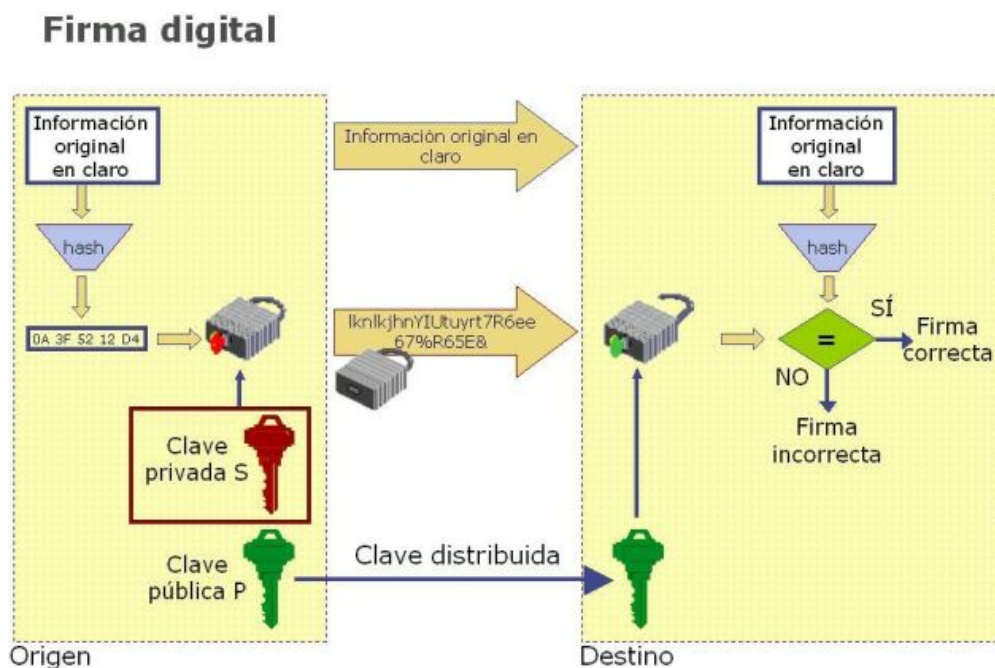 Firma digital
Información
original
en claro
hash
0A 3F 52 12 D4
Clave
privada S
Clave
pública P
Origen
Información original en
claro
lknlkjhnYIUtuyrt7R6ee
67%R65E&
Clave distribuida
Información
original
en claro
hash
=
SÍ
Firma
correcta
NO
Firma
incorrecta
Destino